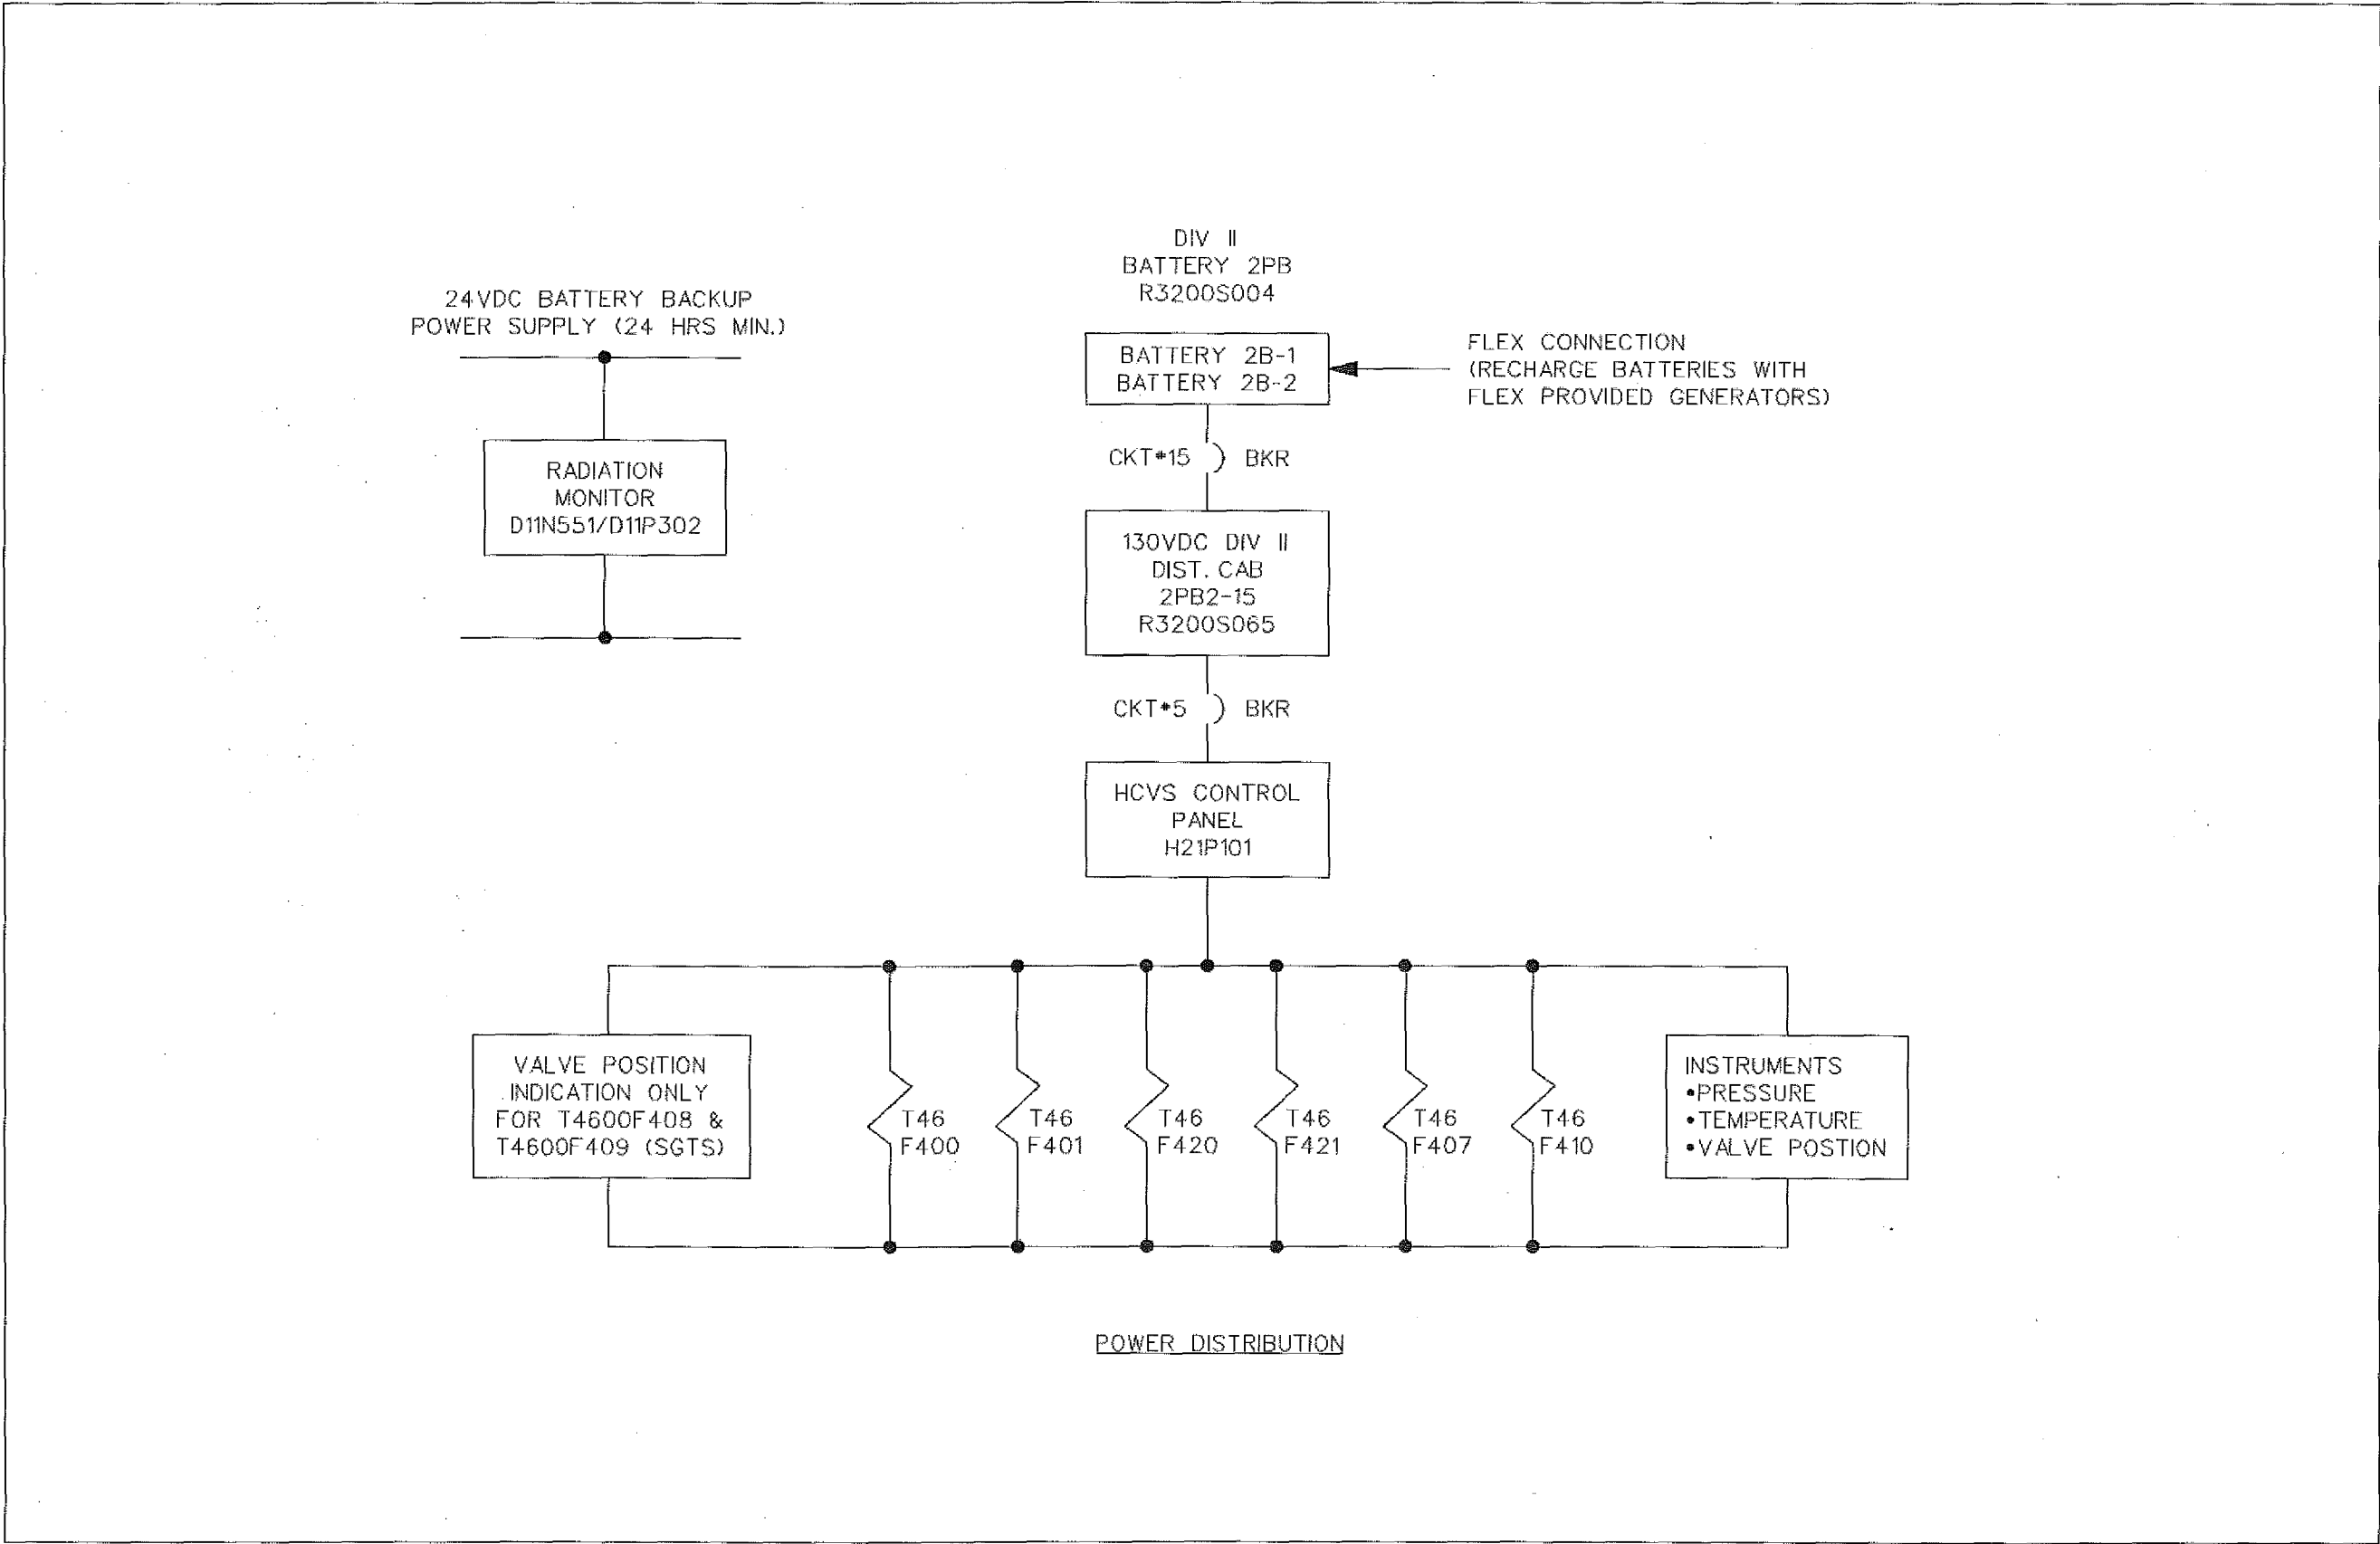 24VDC BATTERY BACKUP
POWER SUPPLY (24 HRS MIN.)
RADIATION
MONITOR
D11N551/D11P302
DIV II
BATTERY 2PB
R3200S004
BATTERY 2B-1
BATTERY 2B-2
FLEX CONNECTION
(RECHARGE BATTERIES WITH
FLEX PROVIDED GENERATORS)
CKT#15 BKR
130VDC DIV II
DIST. CAB
2PB2-15
R3200S065
CKT#5 BKR
HCVS CONTROL
PANEL
H21P101
VALVE POSITION
INDICATION ONLY
FOR T4600F408 &
T4600F409 (SGTS)
T46
F400
T46
F401
T46
F420
T46
F421
T46
F407
T46
F410
INSTRUMENTS
•PRESSURE
•TEMPERATURE
•VALVE POSTION
POWER DISTRIBUTION